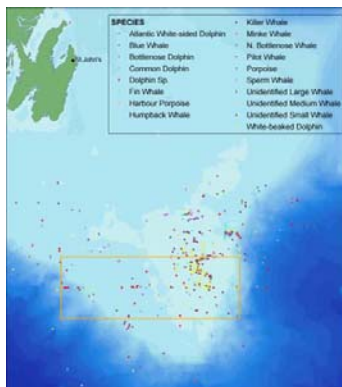 St. John's
SPECIES
Atlantic White-sided Dolphin
Blue Whale
Bottlenose Dolphin
Common Dolphin
Dolphin Sp.
Fin Whale
Harbour Porpoise
Humpback Whale
Killer Whale
Minke Whale
N. Bottlenose Whale
Pilot Whale
Porpoise
Sperm Whale
Unidentified Large Whale
Unidentified Medium Whale
Unidentified Small Whale
White-beaked Dolphin